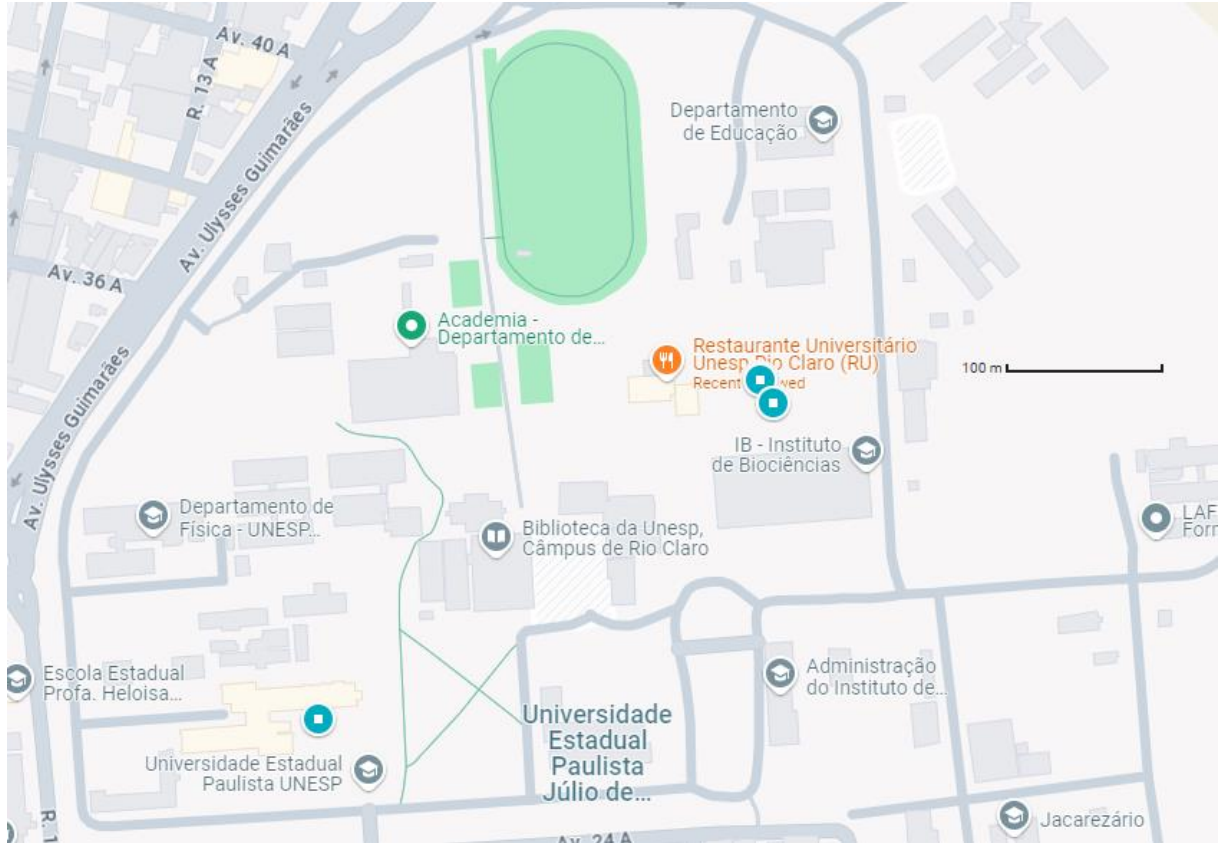 Av. 40 A
R. 13 A
Av. Ulysses Guimarães
Departamento
de Educação
Av. 36 A
Academia -
Departamento de...
Restaurante Universitário
Unesp Rio Claro (RU)
100 m
Av. Ulysses Guimarães
IB - Instituto
de Biociências
Departamento de
Física - UNESP...
Biblioteca da Unesp,
Câmpus de Rio Claro
LAF
Forr
Escola Estadual
Profa. Heloisa...
Administração
do Instituto de...
Universidade
Estadual
Paulista
Júlio de...
Universidade Estadual
Paulista UNESP
R. 1
Av. 24 A
Jacarezário